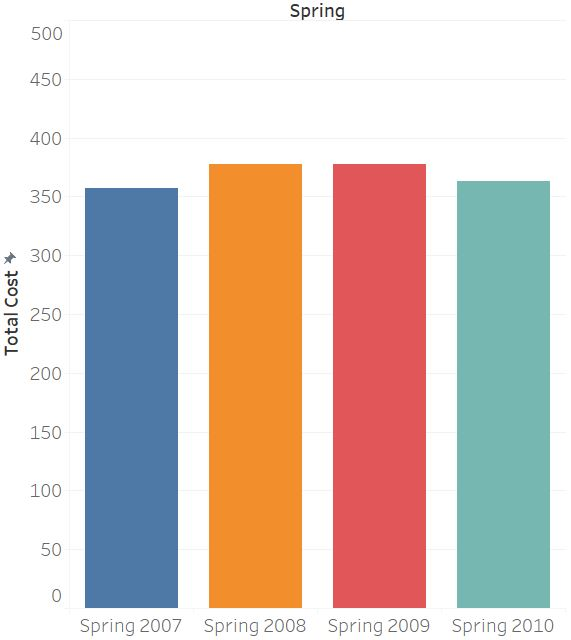 Spring
500
450
400
350
300
250
200
150
100
50
0
Total Cost
Spring 2007
Spring 2008
Spring 2009
Spring 2010